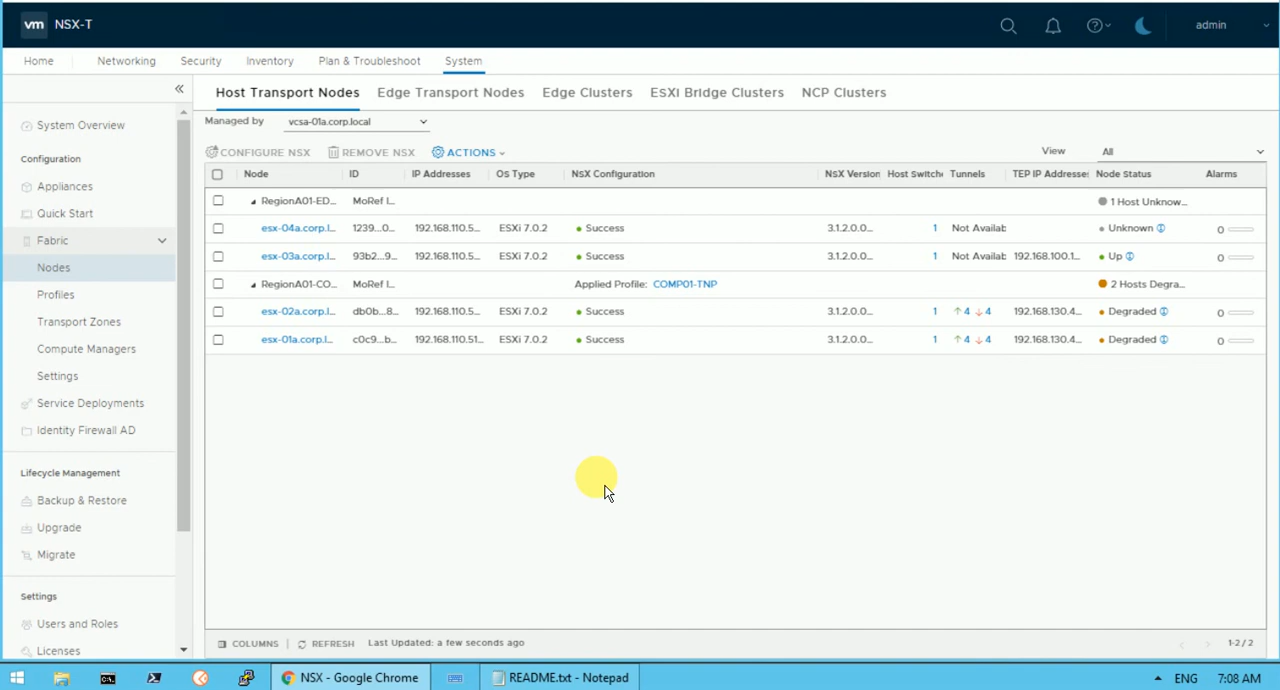 vm NSX-T admin
Home Networking Security Inventory Plan & Troubleshoot System
«
System Overview
Configuration
Appliances
Quick Start
Fabric
Nodes
Profiles
Transport Zones
Compute Managers
Settings
Service Deployments
Identity Firewall AD
Lifecycle Management
Backup & Restore
Upgrade
Migrate
Settings
Users and Roles
Licenses
Host Transport Nodes Edge Transport Nodes Edge Clusters ESXi Bridge Clusters NCP Clusters
Managed by vcsa-01a.corp.local
CONFIGURE NSX REMOVE NSX ACTIONS View All
Node ID IP Addresses OS Type NSX Configuration NSX Version Host Switche Tunnels TEP IP Addresses Node Status Alarms
RegionA01-ED... MoRef I... 1 Host Unknow...
esx-04a.corp.l... 1239...0... 192.168.110.5... ESXi 7.0.2 Success 3.1.2.0.0... 1 Not Availab Unknown 0
esx-03a.corp.l... 93b2...9... 192.168.110.5... ESXi 7.0.2 Success 3.1.2.0.0... 1 Not Availab 192.168.100.1... Up 0
RegionA01-CO... MoRef I... Applied Profile: COMP01-TNP 2 Hosts Degra...
esx-02a.corp.l... db0b...8... 192.168.110.5... ESXi 7.0.2 Success 3.1.2.0.0... 1 ↑4 ↓4 192.168.130.4... Degraded 0
esx-01a.corp.l... c0c9...b... 192.168.110.51... ESXi 7.0.2 Success 3.1.2.0.0... 1 ↑4 ↓4 192.168.130.4... Degraded 0
COLUMNS | REFRESH Last Updated: a few seconds ago 1-2 / 2
NSX - Google Chrome README.txt - Notepad ENG 7:08 AM